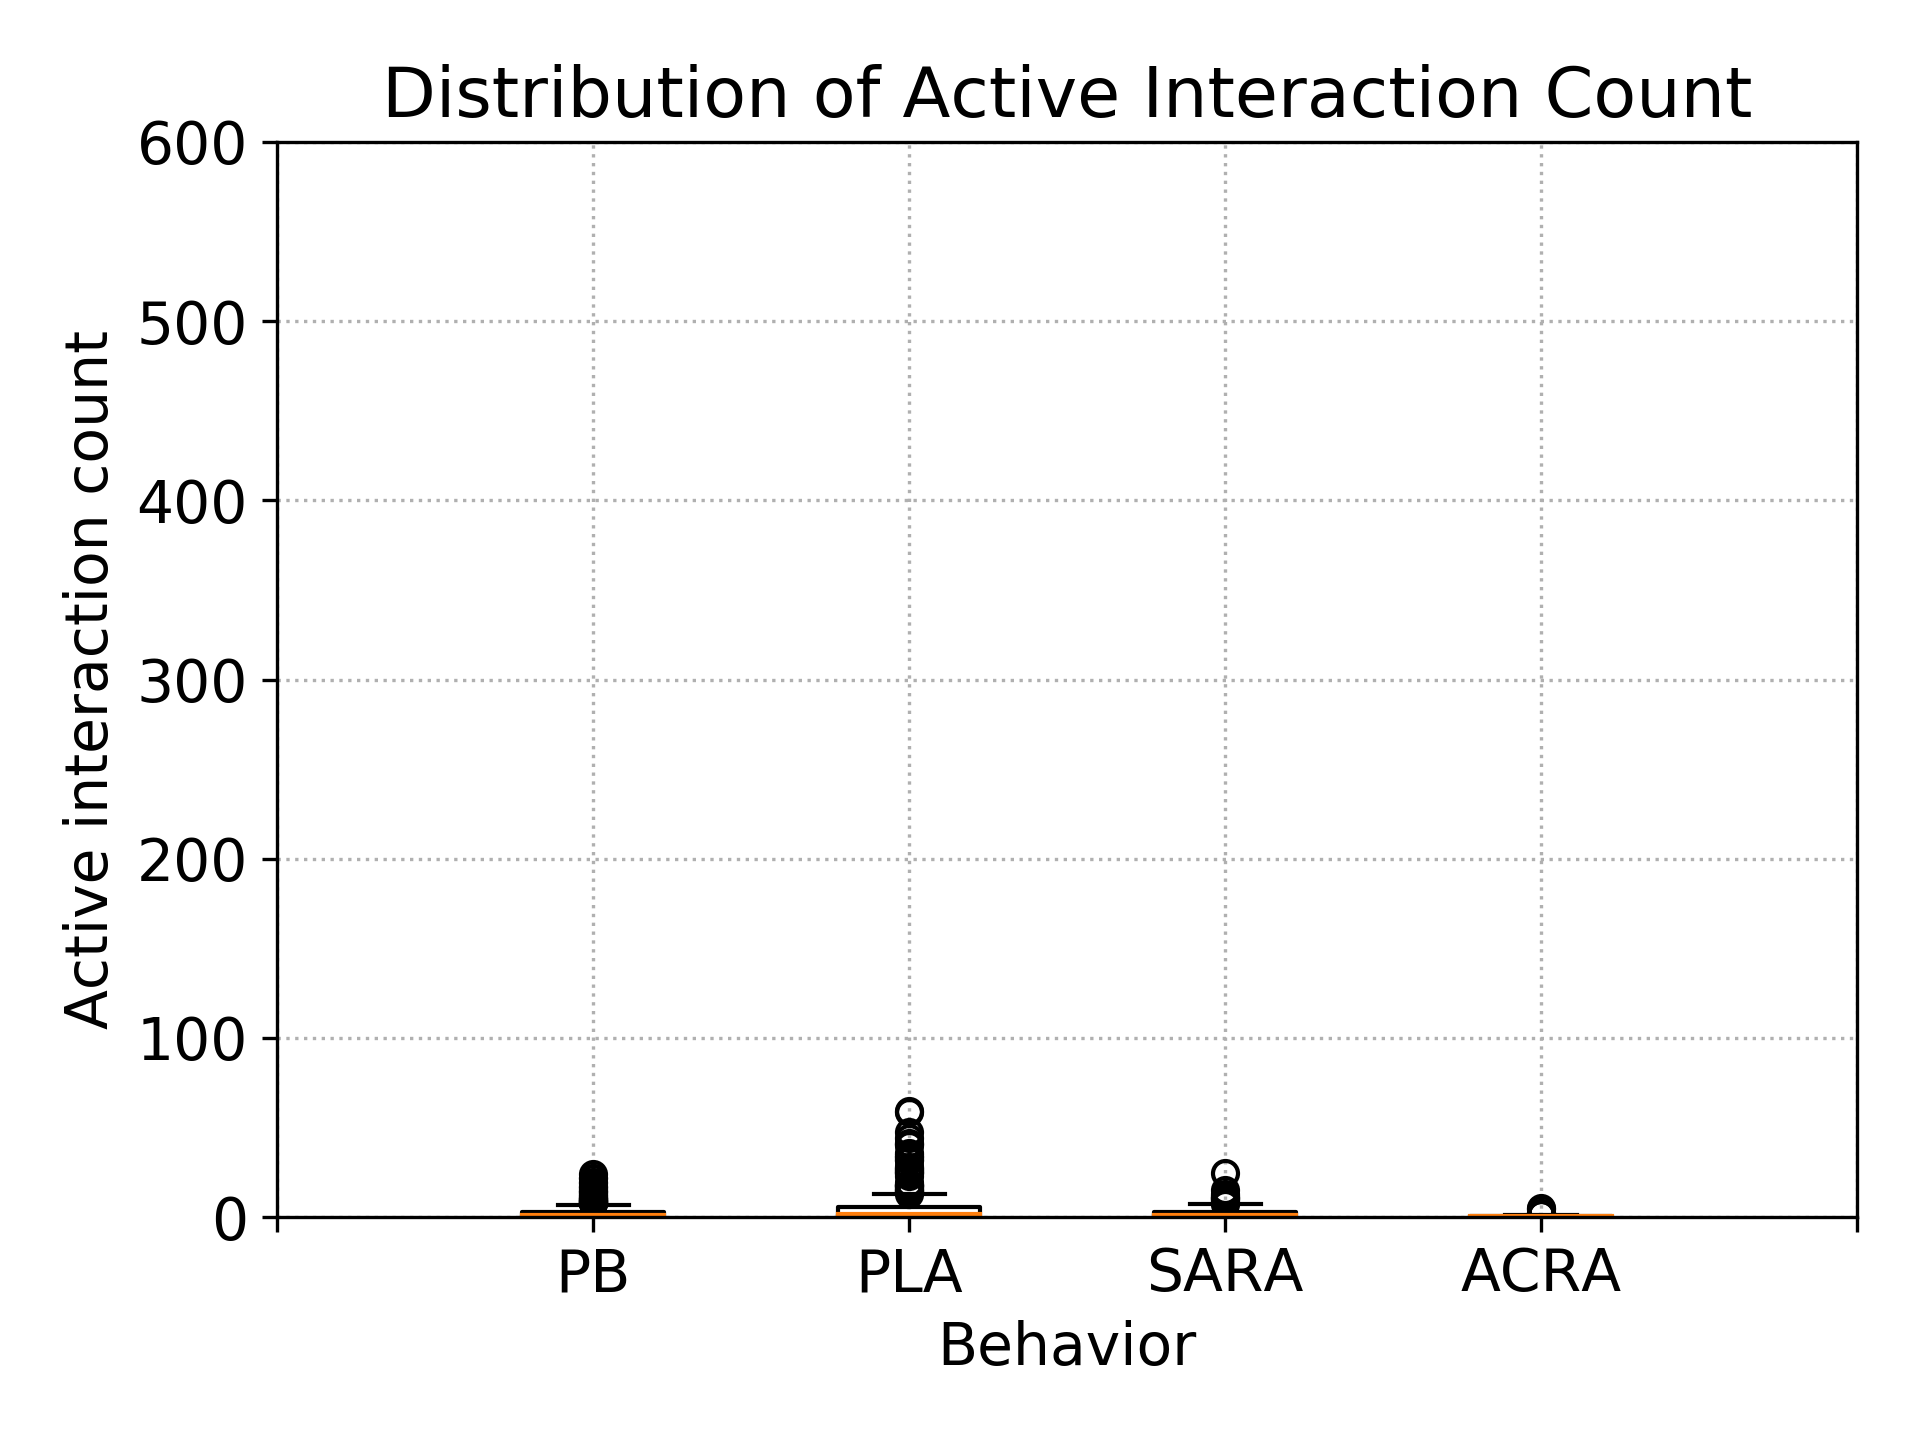 Distribution of Active Interaction Count
600
500
400
300
200
100
0
Active interaction count
PB PLA SARA ACRA
Behavior